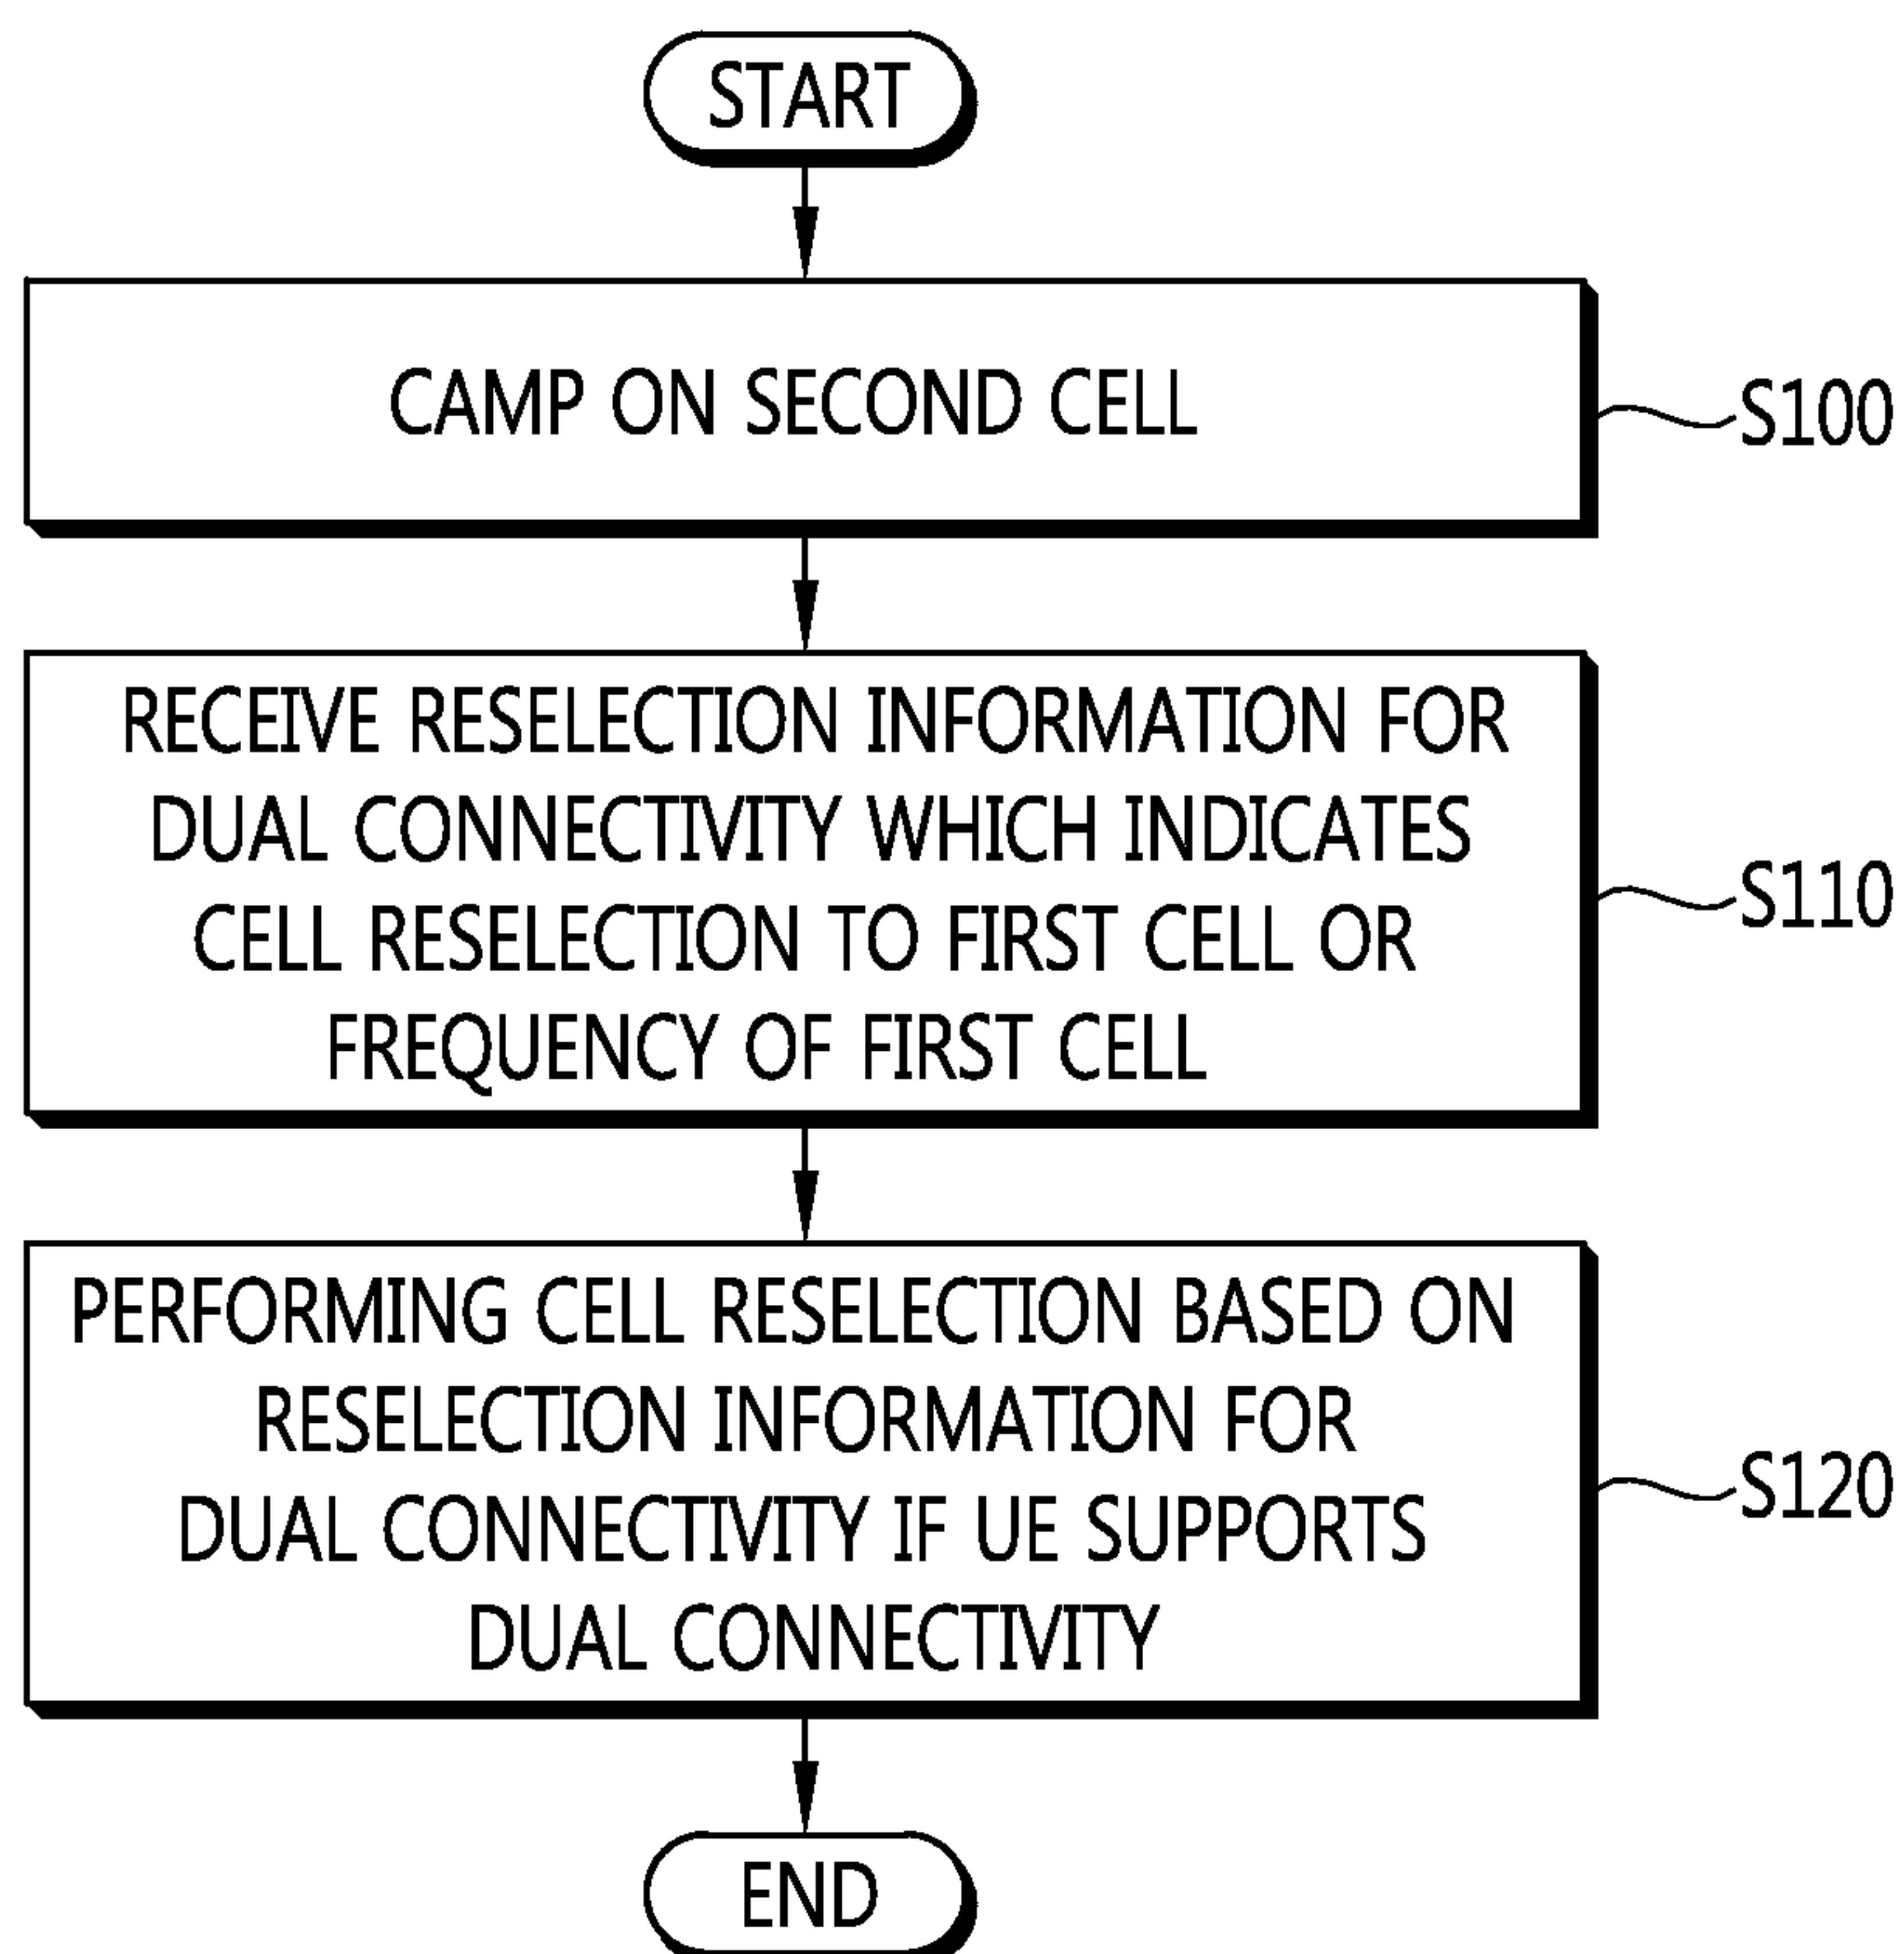 START
CAMP ON SECOND CELL
S100
RECEIVE RESELECTION INFORMATION FOR
DUAL CONNECTIVITY WHICH INDICATES
CELL RESELECTION TO FIRST CELL OR
FREQUENCY OF FIRST CELL
S110
PERFORMING CELL RESELECTION BASED ON
RESELECTION INFORMATION FOR
DUAL CONNECTIVITY IF UE SUPPORTS
DUAL CONNECTIVITY
S120
END